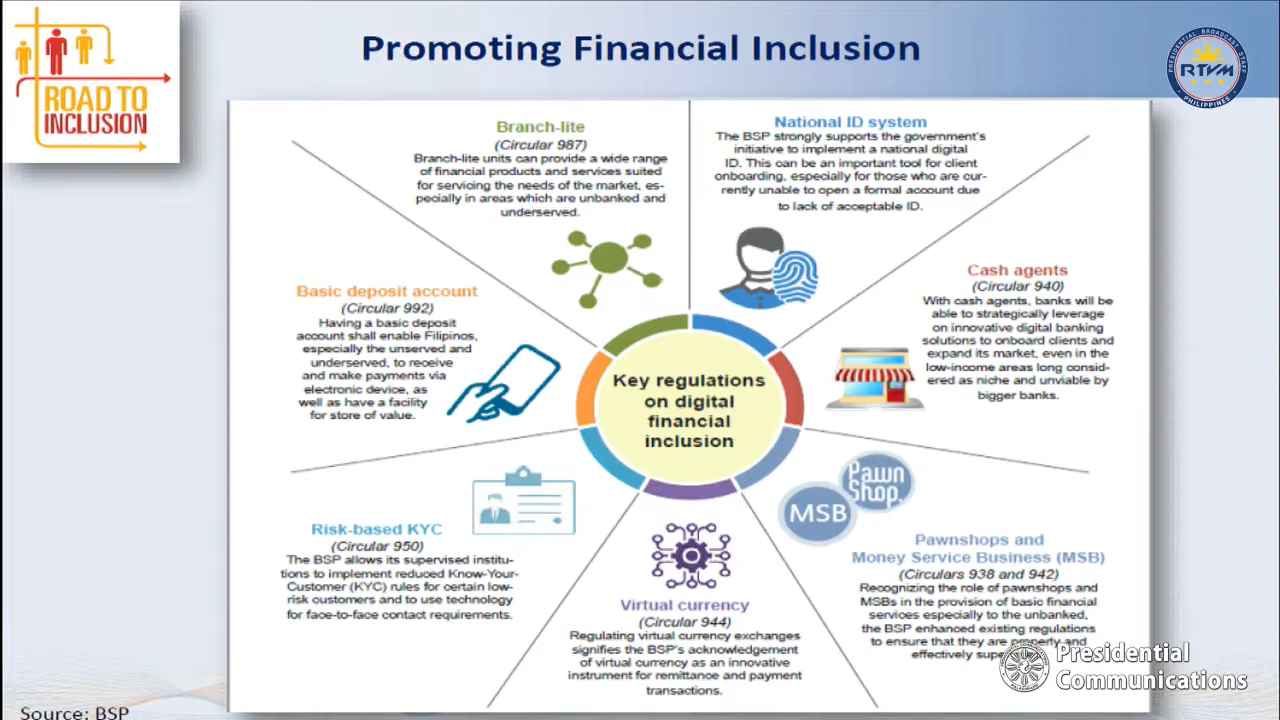 Promoting Financial Inclusion
ROAD TO
INCLUSION
PRESIDENTIAL BROADCAST STAFF
RTVM
PHILIPPINES
Branch-lite
(Circular 987)
Branch-lite units can provide a wide range
of financial products and services suited
for servicing the needs of the market, es-
pecially in areas which are unbanked and
underserved.
National ID system
The BSP strongly supports the government's
initiative to implement a national digital
ID. This can be an important tool for client
onboarding, especially for those who are cur-
rently unable to open a formal account due
to lack of acceptable ID.
Basic deposit account
(Circular 992)
Having a basic deposit
account shall enable Filipinos,
especially the unserved and
underserved, to receive
and make payments via
electronic device, as
well as have a facility
for store of value.
Cash agents
(Circular 940)
With cash agents, banks will be
able to strategically leverage
on innovative digital banking
solutions to onboard clients and
expand its market, even in the
low-income areas long consid-
ered as niche and unviable by
bigger banks.
Key regulations
on digital
financial
inclusion
Risk-based KYC
(Circular 950)
The BSP allows its supervised institu-
tions to implement reduced Know-Your-
Customer (KYC) rules for certain low-
risk customers and to use technology
for face-to-face contact requirements.
Virtual currency
(Circular 944)
Regulating virtual currency exchanges
signifies the BSP's acknowledgement
of virtual currency as an innovative
instrument for remittance and payment
transactions.
Pawn
Shop.
MSB
Pawnshops and
Money Service Business (MSB)
(Circulars 938 and 942)
Recognizing the role of pawnshops and
MSBs in the provision of basic financial
services especially to the unbanked,
the BSP enhanced existing regulations
to ensure that they are properly and
effectively
Presidential
Communications
Source: BSP